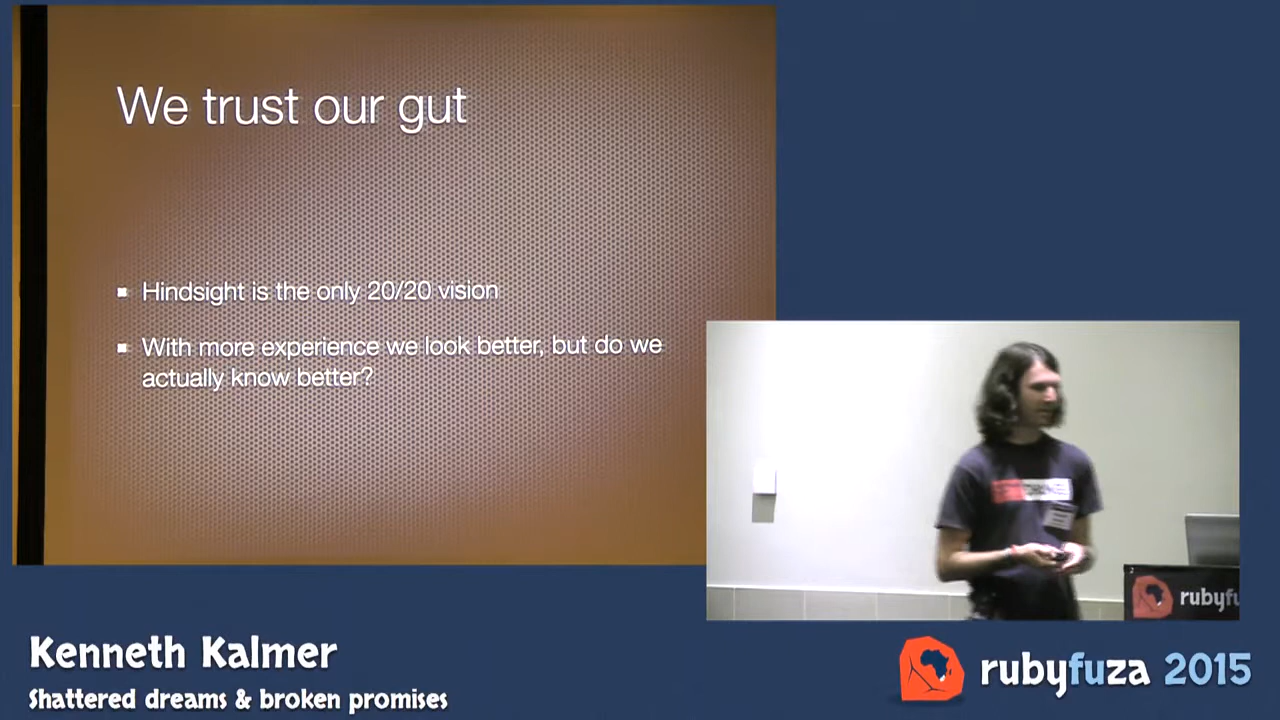 We trust our gut
Hindsight is the only 20/20 vision
With more experience we look better, but do we
actually know better?
rubyfu
Kenneth Kalmer
Shattered dreams & broken promises
rubyfuza 2015